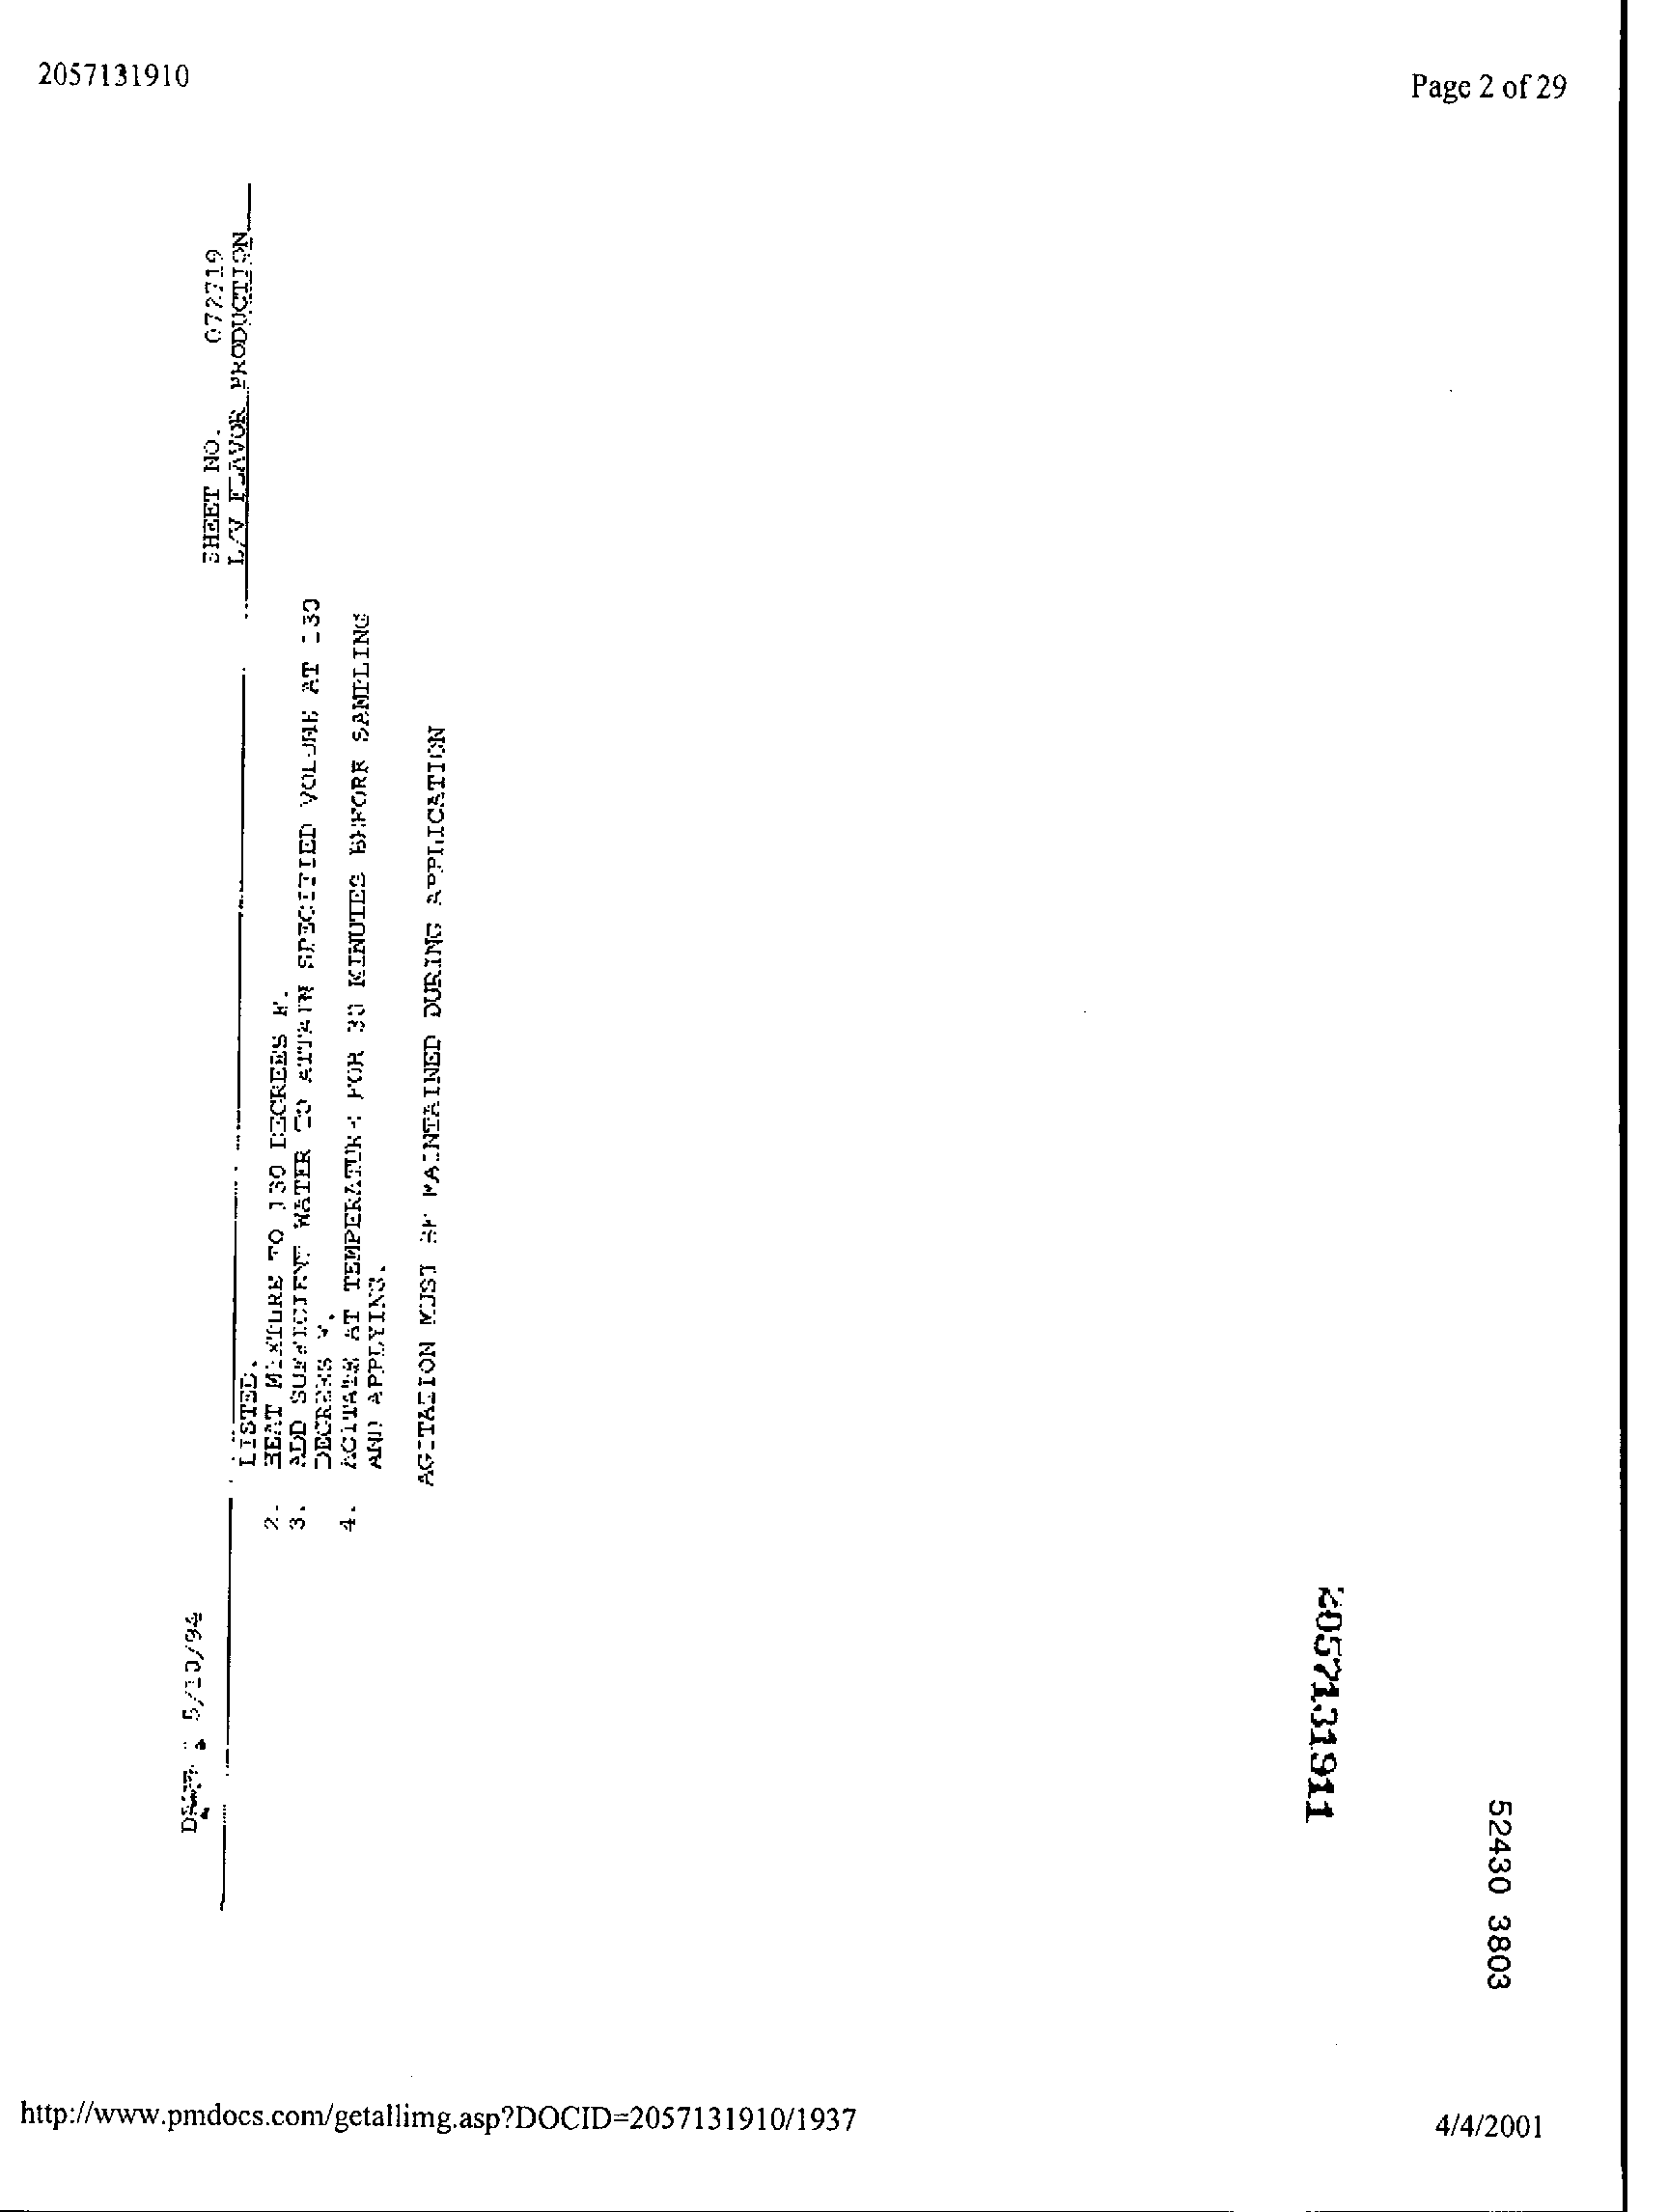 2057131910
Page 2 of 29
5/10/94
SHEET NO. 072719
L/V FLAVOR PRODUCTION
LISTED.
2. HEAT MIXTURE TO 130 DEGREES F.
3. ADD SUFFICIENT WATER TO ATTAIN SPECIFIED VOLUME AT 130
DEGREES F.
4. AGITATE AT TEMPERATURE FOR 30 MINUTES BEFORE SAMPLING
AND APPLYING.
AGITATION MUST BE MAINTAINED DURING APPLICATION
2057131911
52430 3803
http://www.pmdocs.com/getallimg.asp?DOCID=2057131910/1937
4/4/2001